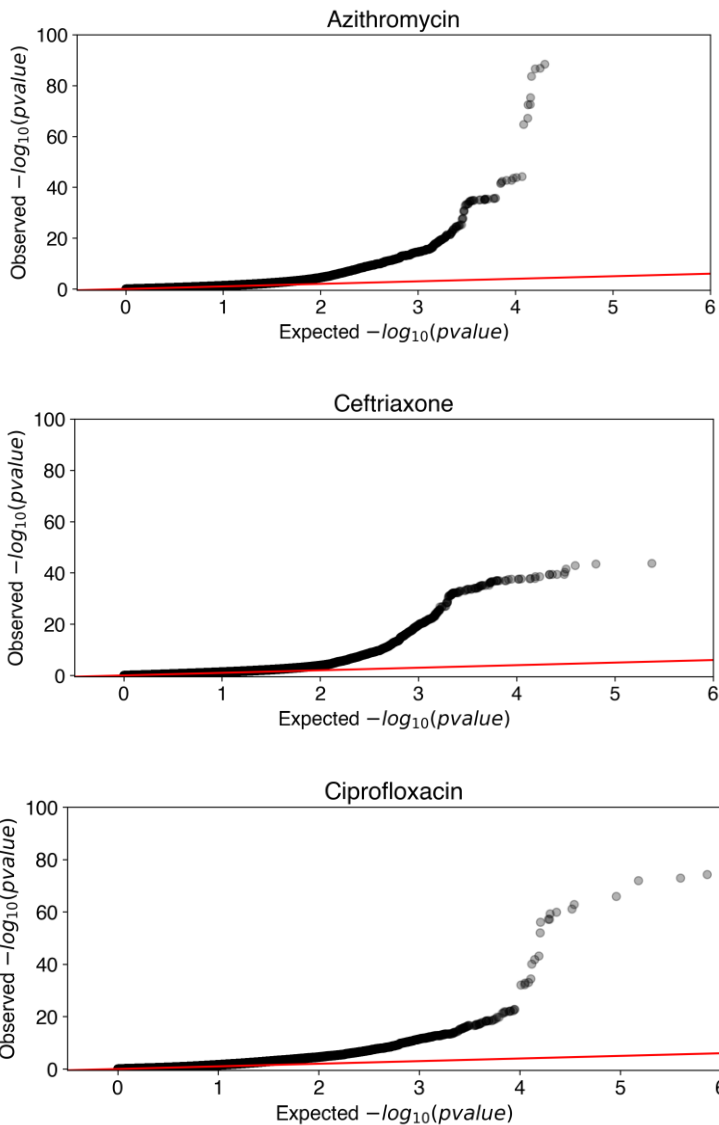 Azithromycin
100
80
60
40
20
0
Observed −log10(pvalue)
0 1 2 3 4 5 6
Expected −log10(pvalue)
Ceftriaxone
100
80
60
40
20
0
Observed −log10(pvalue)
0 1 2 3 4 5 6
Expected −log10(pvalue)
Ciprofloxacin
100
80
60
40
20
0
Observed −log10(pvalue)
0 1 2 3 4 5 6
Expected −log10(pvalue)